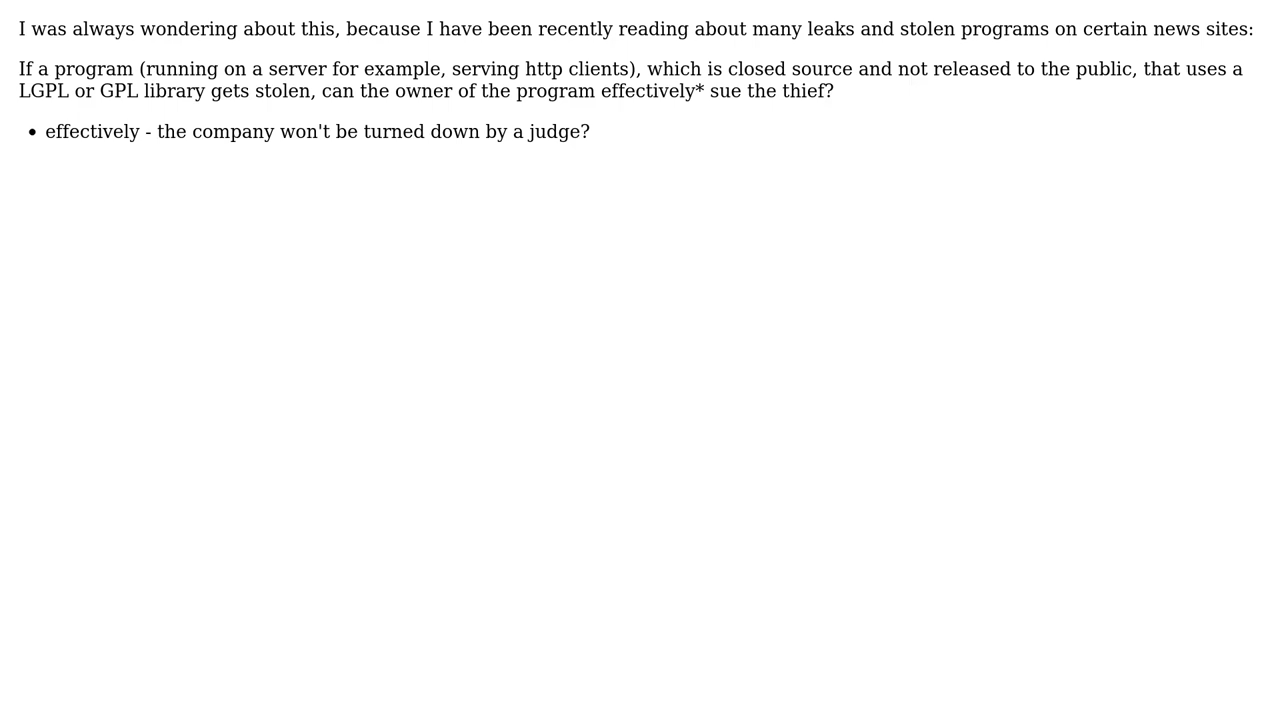 I was always wondering about this, because I have been recently reading about many leaks and stolen programs on certain news sites:
If a program (running on a server for example, serving http clients), which is closed source and not released to the public, that uses a
LGPL or GPL library gets stolen, can the owner of the program effectively* sue the thief?
• effectively - the company won't be turned down by a judge?